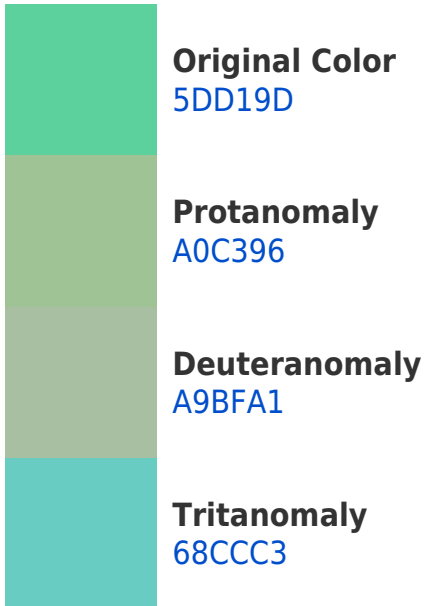 Original Color
5DD19D
Protanomaly
A0C396
Deuteranomaly
A9BFA1
Tritanomaly
68CCC3